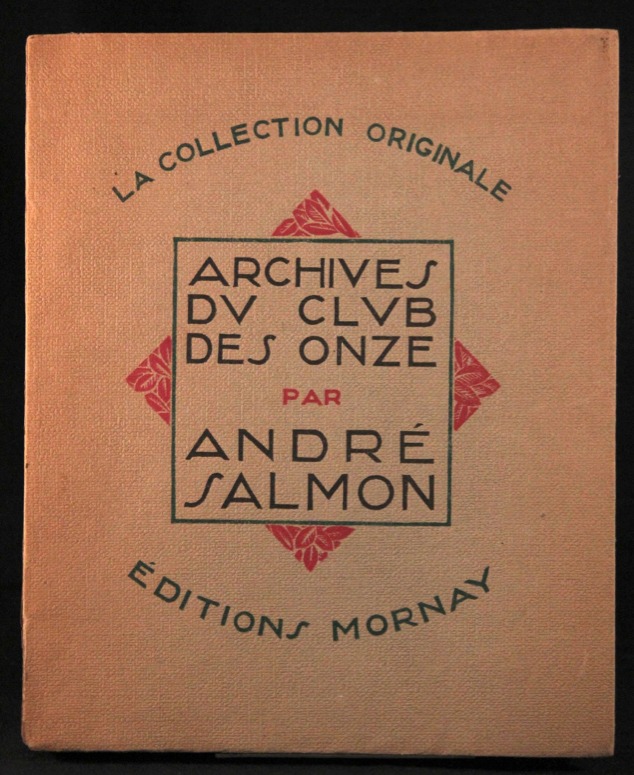 LA COLLECTION ORIGINALE
ARCHIVES
DV CLVB
DES ONZE
PAR
ANDRÉ
SALMON
ÉDITIONS MORNAY